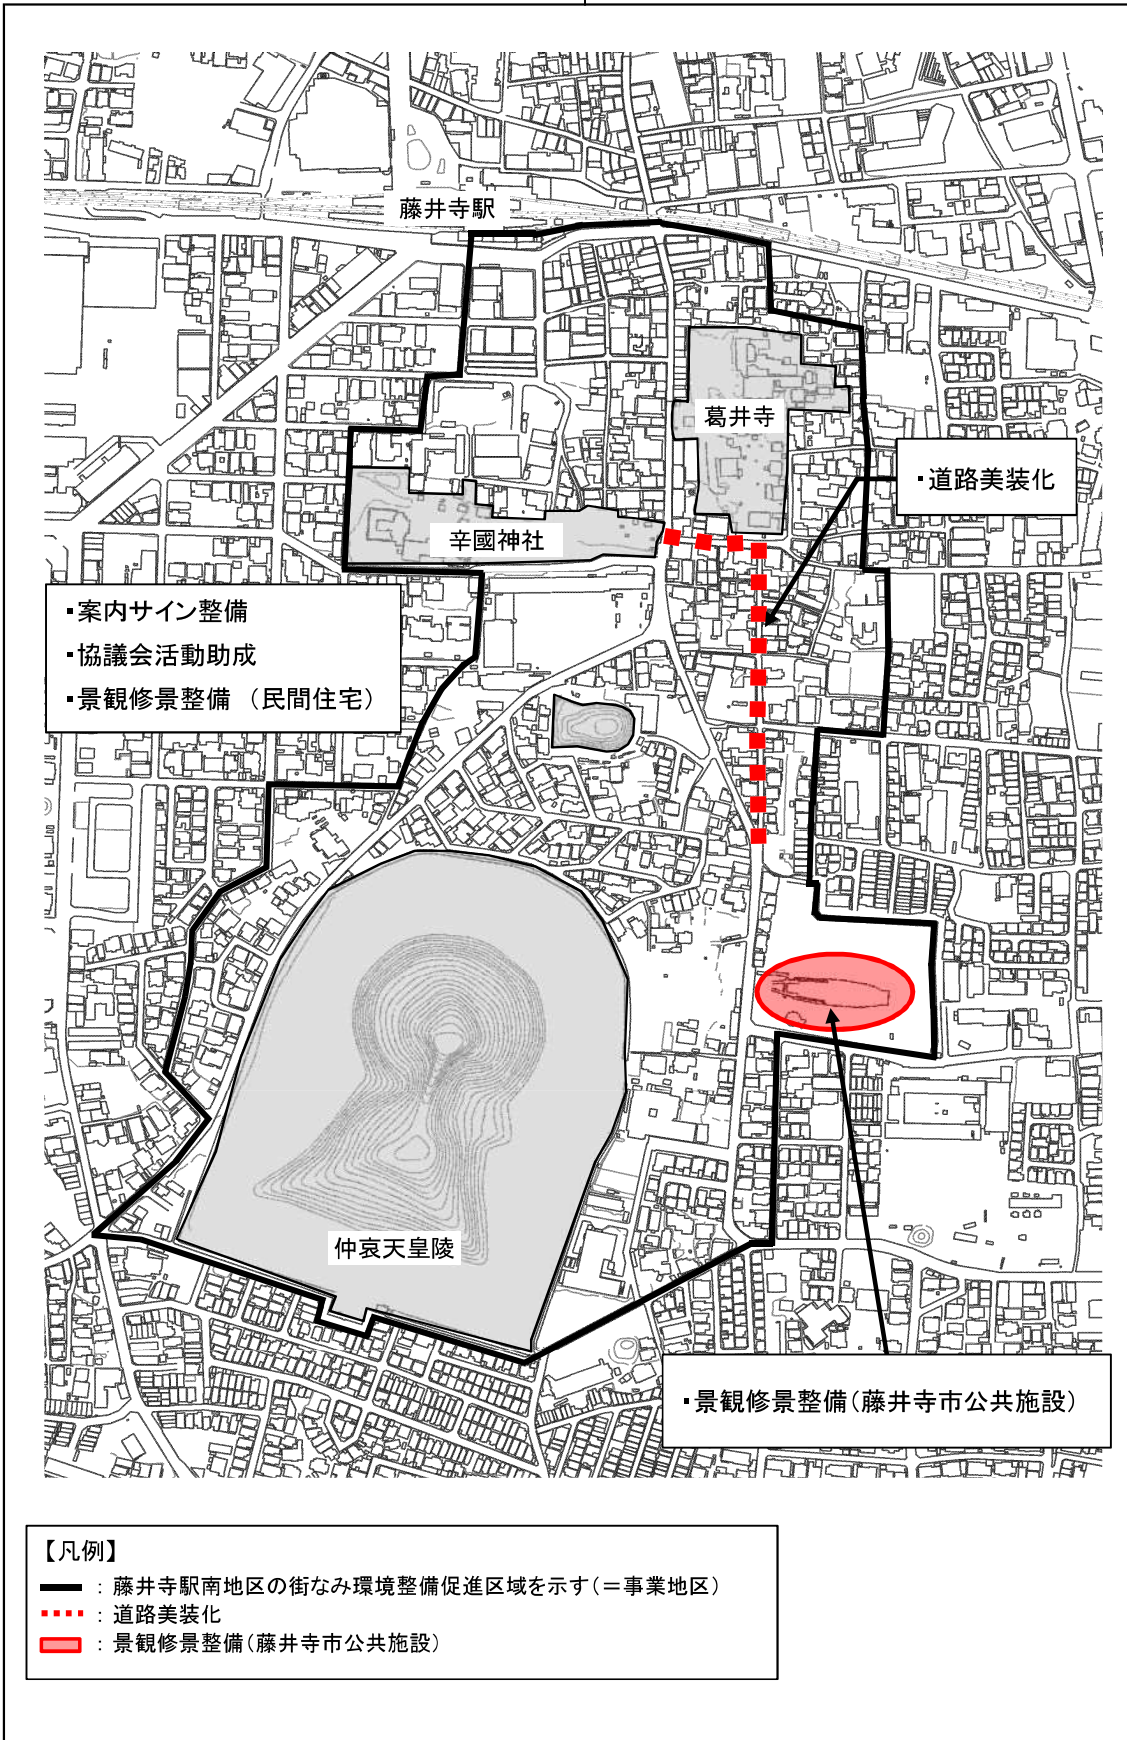 藤井寺駅
葛井寺
・道路美装化
辛國神社
・案内サイン整備
・協議会活動助成
・景観修景整備 （民間住宅）
仲哀天皇陵
・景観修景整備(藤井寺市公共施設)
【凡例】
：藤井寺駅南地区の街なみ環境整備促進区域を示す(＝事業地区)
：道路美装化
：景観修景整備(藤井寺市公共施設)